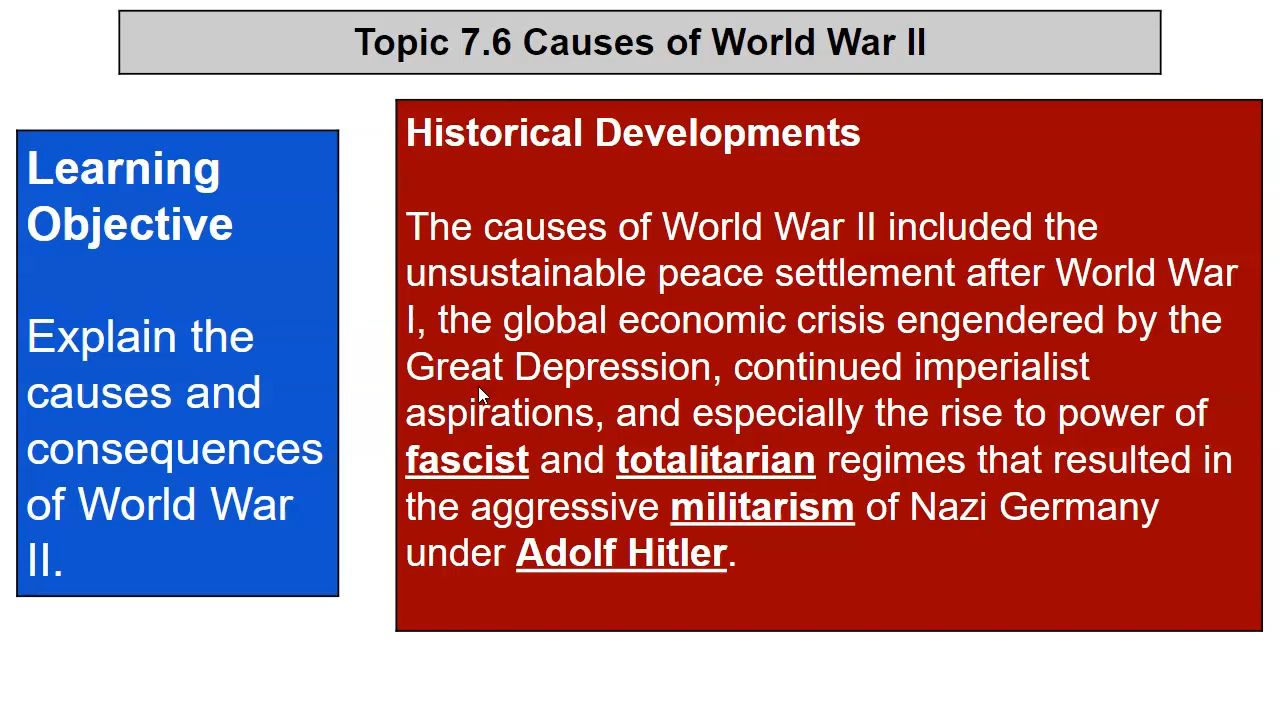 Topic 7.6 Causes of World War II
Learning
Objective
Explain the
causes and
consequences
of World War
II.
Historical Developments
The causes of World War II included the
unsustainable peace settlement after World War
I, the global economic crisis engendered by the
Great Depression, continued imperialist
aspirations, and especially the rise to power of
fascist and totalitarian regimes that resulted in
the aggressive militarism of Nazi Germany
under Adolf Hitler.